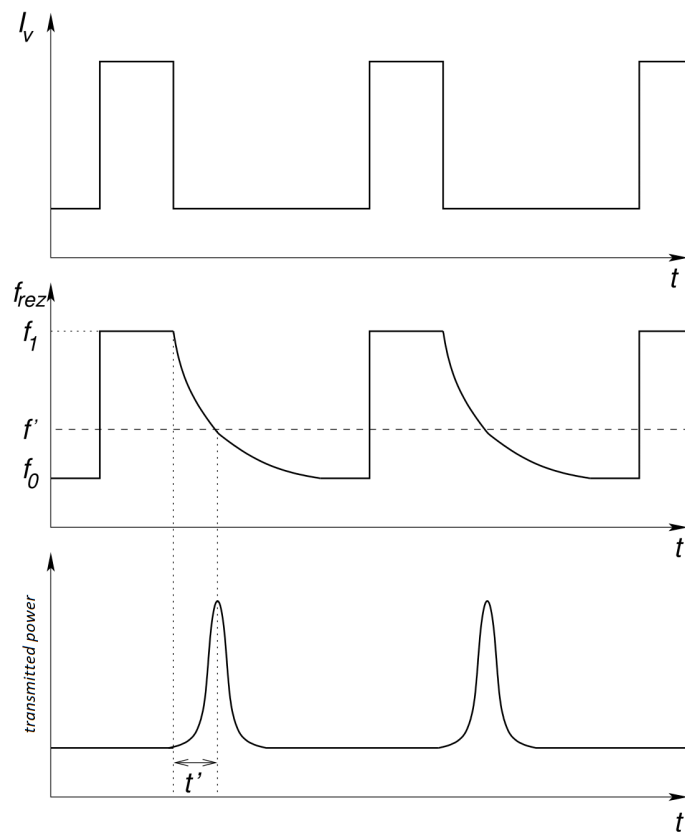 I_v
t
f_rez
f_1
f'
f_0
t
transmitted power
t'
t